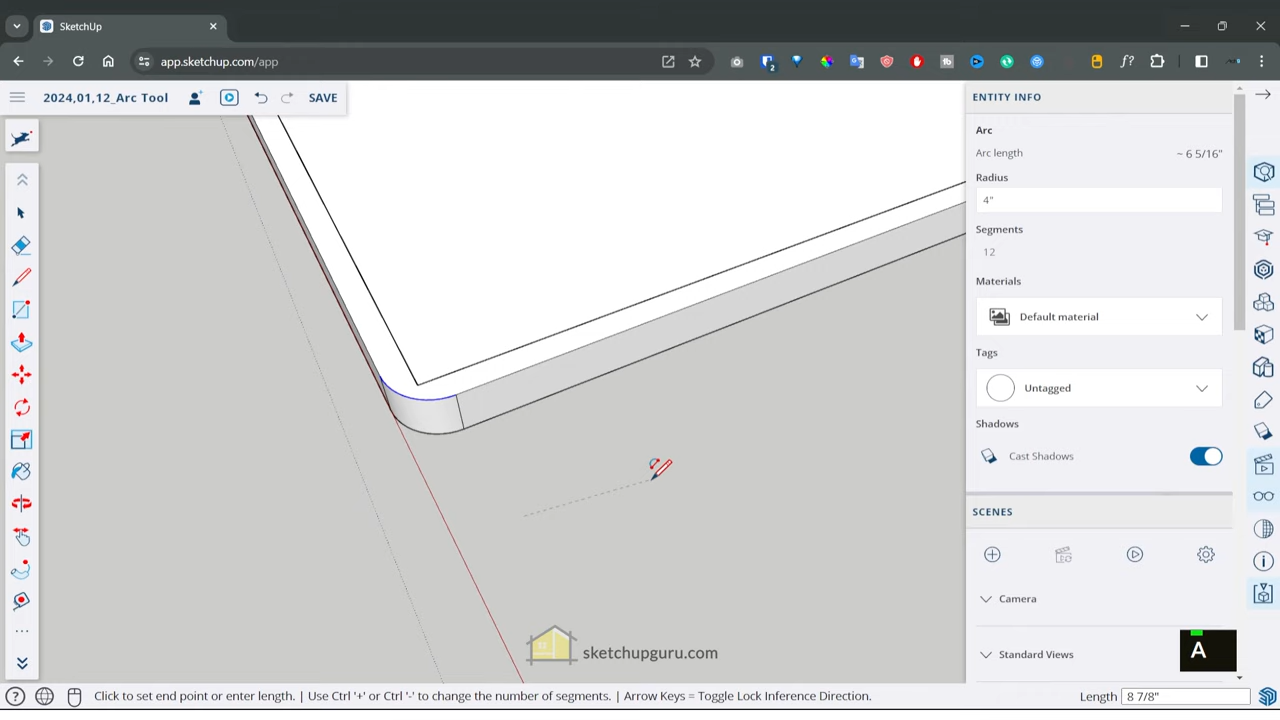 SketchUp
app.sketchup.com/app
2
f?
2024,01,12_Arc Tool
SAVE
ENTITY INFO
Arc
Arc length
~ 6 5/16"
Radius
4"
Segments
12
Materials
Default material
Tags
Untagged
Shadows
Cast Shadows
SCENES
Camera
Standard Views
A
sketchupguru.com
Click to set end point or enter length. | Use Ctrl '+' or Ctrl '-' to change the number of segments. | Arrow Keys = Toggle Lock Inference Direction.
Length
8 7/8"